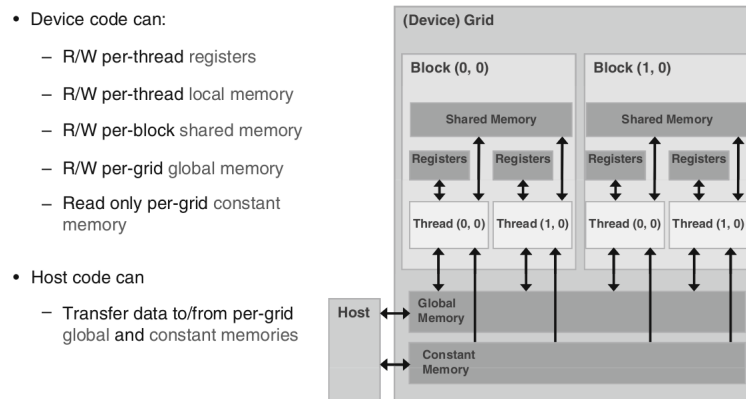 • Device code can:
– R/W per-thread registers
– R/W per-thread local memory
– R/W per-block shared memory
– R/W per-grid global memory
– Read only per-grid constant
memory
• Host code can
– Transfer data to/from per-grid
global and constant memories
(Device) Grid
Block (0, 0)
Block (1, 0)
Shared Memory
Shared Memory
Registers
Registers
Registers
Registers
Thread (0, 0)
Thread (1, 0)
Thread (0, 0)
Thread (1, 0)
Host
Global
Memory
Constant
Memory